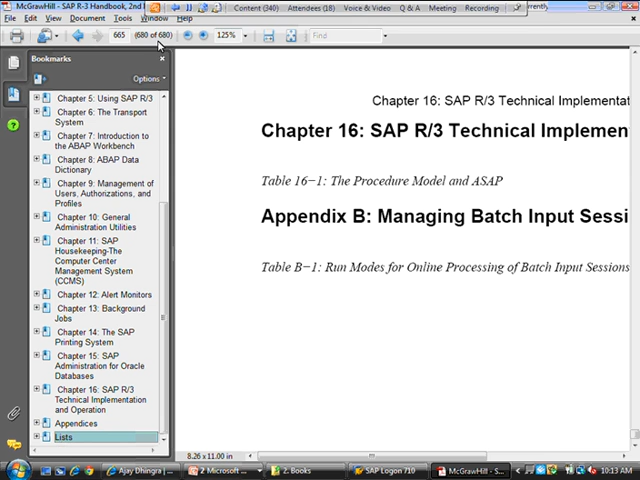 McGrawHill - SAP R-3 Handbook, 2nd
Content (340) Attendees (18) Voice & Video Q & A Meeting Recording
File Edit View Document Tools Window Help
665 (680 of 680) 125% Find
Bookmarks
Options
Chapter 5: Using SAP R/3
Chapter 6: The Transport
System
Chapter 7: Introduction to
the ABAP Workbench
Chapter 8: ABAP Data
Dictionary
Chapter 9: Management of
Users, Authorizations, and
Profiles
Chapter 10: General
Administration Utilities
Chapter 11: SAP
Housekeeping-The
Computer Center
Management System
(CCMS)
Chapter 12: Alert Monitors
Chapter 13: Background
Jobs
Chapter 14: The SAP
Printing System
Chapter 15: SAP
Administration for Oracle
Databases
Chapter 16: SAP R/3
Technical Implementation
and Operation
Appendices
Lists
Chapter 16: SAP R/3 Technical Implementat
Chapter 16: SAP R/3 Technical Implemen
Table 16−1: The Procedure Model and ASAP
Appendix B: Managing Batch Input Sessi
Table B−1: Run Modes for Online Processing of Batch Input Sessions
8.26 x 11.00 in
Ajay Dhingra | ... 2 Microsoft ... 2. Books SAP Logon 710 McGrawHill - S... 10:13 AM